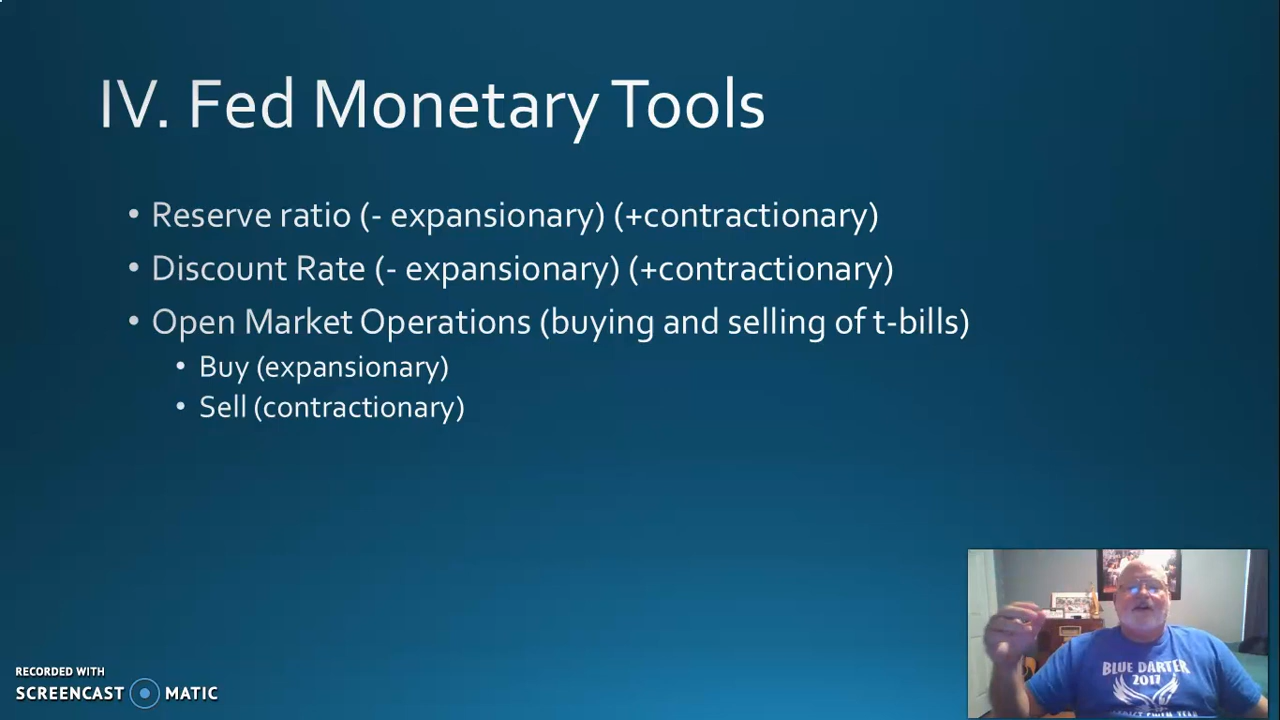 IV. Fed Monetary Tools
• Reserve ratio (- expansionary) (+contractionary)
• Discount Rate (- expansionary) (+contractionary)
• Open Market Operations (buying and selling of t-bills)
• Buy (expansionary)
• Sell (contractionary)
RECORDED WITH
SCREENCAST MATIC
BLUE DARTER
2017